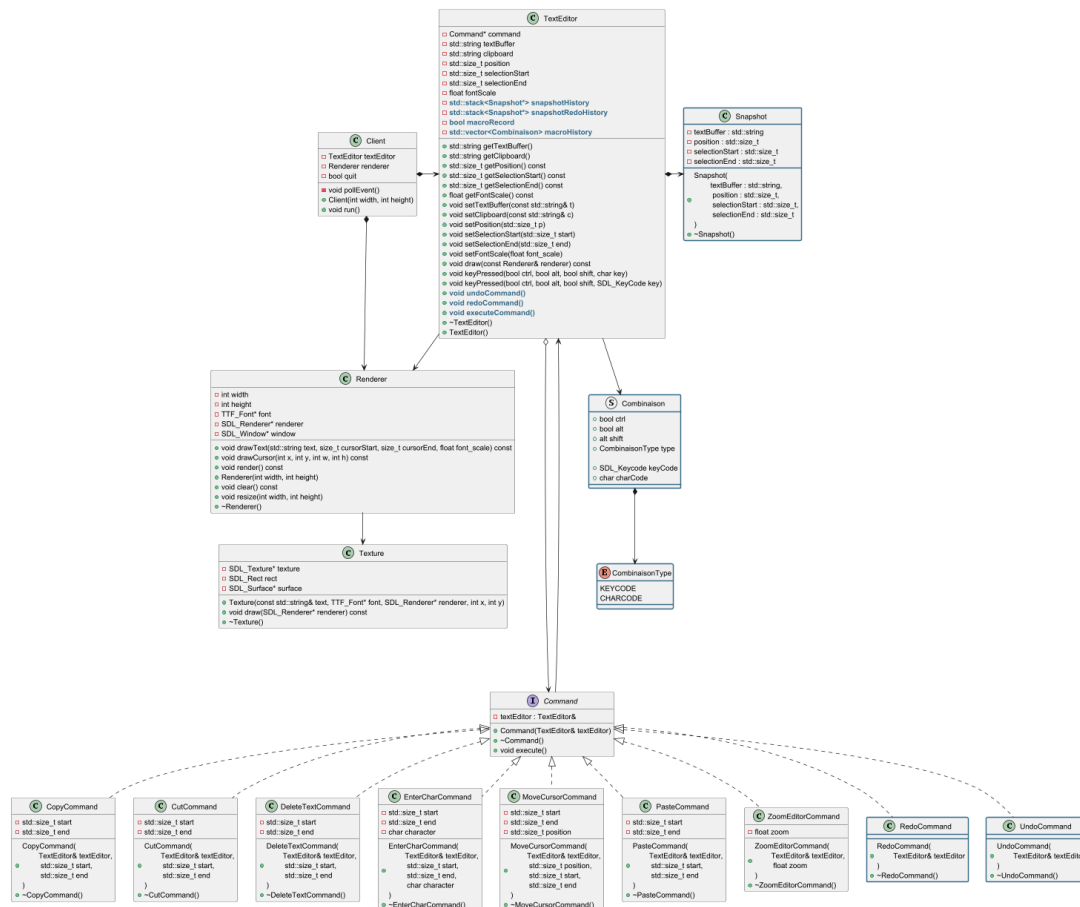 C TextEditor
Command* command
std::string textBuffer
std::string clipboard
std::size_t position
std::size_t selectionStart
std::size_t selectionEnd
float fontScale
std::stack<Snapshot*> snapshotHistory
std::stack<Snapshot*> snapshotRedoHistory
bool macroRecord
std::vector<Combinaison> macroHistory
std::string getTextBuffer()
std::string getClipboard()
std::size_t getPosition() const
std::size_t getSelectionStart() const
std::size_t getSelectionEnd() const
float getFontScale() const
void setTextBuffer(const std::string& t)
void setClipboard(const std::string& c)
void setPosition(std::size_t p)
void setSelectionStart(std::size_t start)
void setSelectionEnd(std::size_t end)
void setFontScale(float font_scale)
void draw(const Renderer& renderer) const
void keyPressed(bool ctrl, bool alt, bool shift, char key)
void keyPressed(bool ctrl, bool alt, bool shift, SDL_KeyCode key)
void undoCommand()
void redoCommand()
void executeCommand()
~TextEditor()
TextEditor()
C Client
TextEditor textEditor
Renderer renderer
bool quit
void pollEvent()
Client(int width, int height)
void run()
C Snapshot
textBuffer : std::string
position : std::size_t
selectionStart : std::size_t
selectionEnd : std::size_t
Snapshot(
textBuffer : std::string,
position : std::size_t,
selectionStart : std::size_t,
selectionEnd : std::size_t
)
~Snapshot()
C Renderer
int width
int height
TTF_Font* font
SDL_Renderer* renderer
SDL_Window* window
void drawText(std::string text, size_t cursorStart, size_t cursorEnd, float font_scale) const
void drawCursor(int x, int y, int w, int h) const
void render() const
Renderer(int width, int height)
void clear() const
void resize(int width, int height)
~Renderer()
S Combinaison
bool ctrl
bool alt
alt shift
CombinaisonType type
SDL_Keycode keyCode
char charCode
C Texture
SDL_Texture* texture
SDL_Rect rect
SDL_Surface* surface
Texture(const std::string& text, TTF_Font* font, SDL_Renderer* renderer, int x, int y)
void draw(SDL_Renderer* renderer) const
~Texture()
E CombinaisonType
KEYCODE
CHARCODE
I Command
textEditor : TextEditor&
Command(TextEditor& textEditor)
~Command()
void execute()
C CopyCommand
std::size_t start
std::size_t end
CopyCommand(
TextEditor& textEditor,
std::size_t start,
std::size_t end
)
~CopyCommand()
C CutCommand
std::size_t start
std::size_t end
CutCommand(
TextEditor& textEditor,
std::size_t start,
std::size_t end
)
~CutCommand()
C DeleteTextCommand
std::size_t start
std::size_t end
DeleteTextCommand(
TextEditor& textEditor,
std::size_t start,
std::size_t end
)
~DeleteTextCommand()
C EnterCharCommand
std::size_t start
std::size_t end
char character
EnterCharCommand(
TextEditor& textEditor,
std::size_t start,
std::size_t end,
char character
)
~EnterCharCommand()
C MoveCursorCommand
std::size_t start
std::size_t end
std::size_t position
MoveCursorCommand(
TextEditor& textEditor,
std::size_t position,
std::size_t start,
std::size_t end
)
~MoveCursorCommand()
C PasteCommand
std::size_t start
std::size_t end
PasteCommand(
TextEditor& textEditor,
std::size_t start,
std::size_t end
)
~PasteCommand()
C ZoomEditorCommand
float zoom
ZoomEditorCommand(
TextEditor& textEditor,
float zoom
)
~ZoomEditorCommand()
C RedoCommand
RedoCommand(
TextEditor& textEditor
)
~RedoCommand()
C UndoCommand
UndoCommand(
TextEditor& textEditor
)
~UndoCommand()